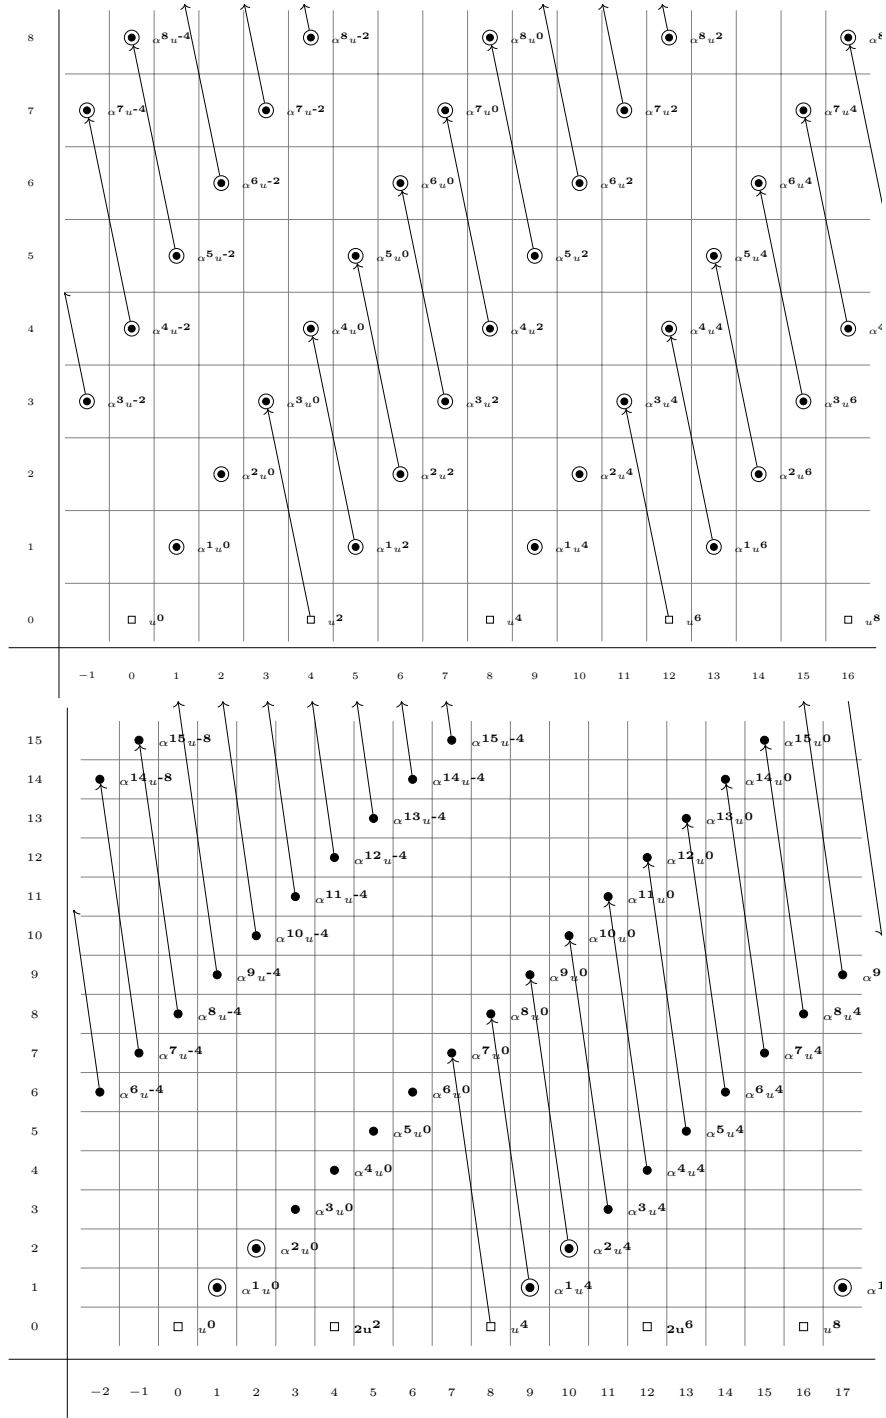 8 α⁸u⁻⁴ α⁸u⁻² α⁸u⁰ α⁸u² α⁸
7 α⁷u⁻⁴ α⁷u⁻² α⁷u⁰ α⁷u² α⁷u⁴
6 α⁶u⁻² α⁶u⁰ α⁶u² α⁶u⁴
5 α⁵u⁻² α⁵u⁰ α⁵u² α⁵u⁴
4 α⁴u⁻² α⁴u⁰ α⁴u² α⁴u⁴ α⁴
3 α³u⁻² α³u⁰ α³u² α³u⁴ α³u⁶
2 α²u⁰ α²u² α²u⁴ α²u⁶
1 α¹u⁰ α¹u² α¹u⁴ α¹u⁶
0 u⁰ u² u⁴ u⁶ u⁸
−1 0 1 2 3 4 5 6 7 8 9 10 11 12 13 14 15 16
15 α¹⁵u⁻⁸ α¹⁵u⁻⁴ α¹⁵u⁰
14 α¹⁴u⁻⁸ α¹⁴u⁻⁴ α¹⁴u⁰
13 α¹³u⁻⁴ α¹³u⁰
12 α¹²u⁻⁴ α¹²u⁰
11 α¹¹u⁻⁴ α¹¹u⁰
10 α¹⁰u⁻⁴ α¹⁰u⁰
9 α⁹u⁻⁴ α⁹u⁰ α⁹
8 α⁸u⁻⁴ α⁸u⁰ α⁸u⁴
7 α⁷u⁻⁴ α⁷u⁰ α⁷u⁴
6 α⁶u⁻⁴ α⁶u⁰ α⁶u⁴
5 α⁵u⁰ α⁵u⁴
4 α⁴u⁰ α⁴u⁴
3 α³u⁰ α³u⁴
2 α²u⁰ α²u⁴
1 α¹u⁰ α¹u⁴ α¹
0 u⁰ 2u² u⁴ 2u⁶ u⁸
−2 −1 0 1 2 3 4 5 6 7 8 9 10 11 12 13 14 15 16 17